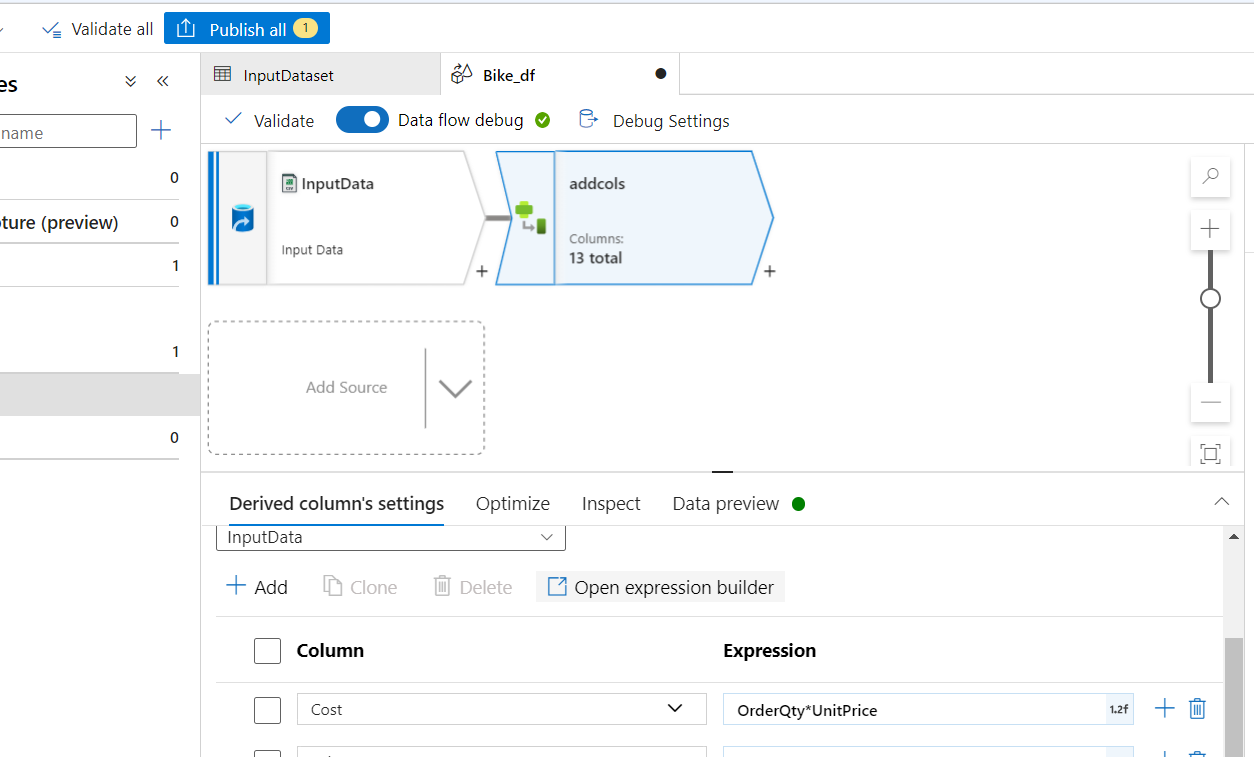 Validate all
Publish all 1
es
name
0
ture (preview) 0
1
1
0
InputDataset
Bike_df
Validate
Data flow debug
Debug Settings
InputData
Input Data
+
addcols
Columns:
13 total
+
Add Source
Derived column's settings
Optimize
Inspect
Data preview
InputData
Add
Clone
Delete
Open expression builder
Column
Expression
Cost
OrderQty*UnitPrice
1.2f